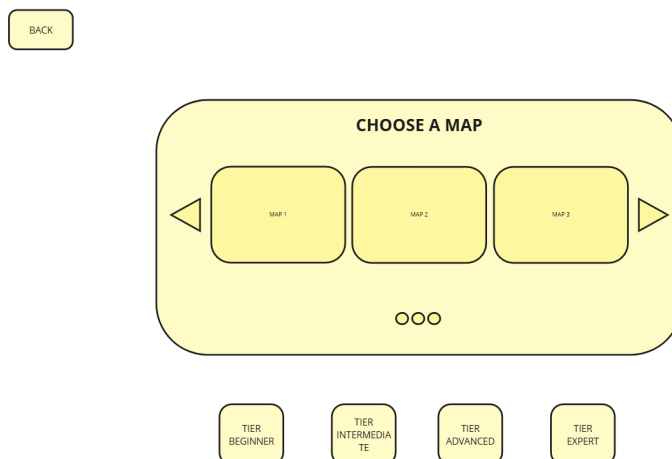 BACK
CHOOSE A MAP
MAP 1
MAP 2
MAP 3
TIER
BEGINNER
TIER
INTERMEDIA
TE
TIER
ADVANCED
TIER
EXPERT